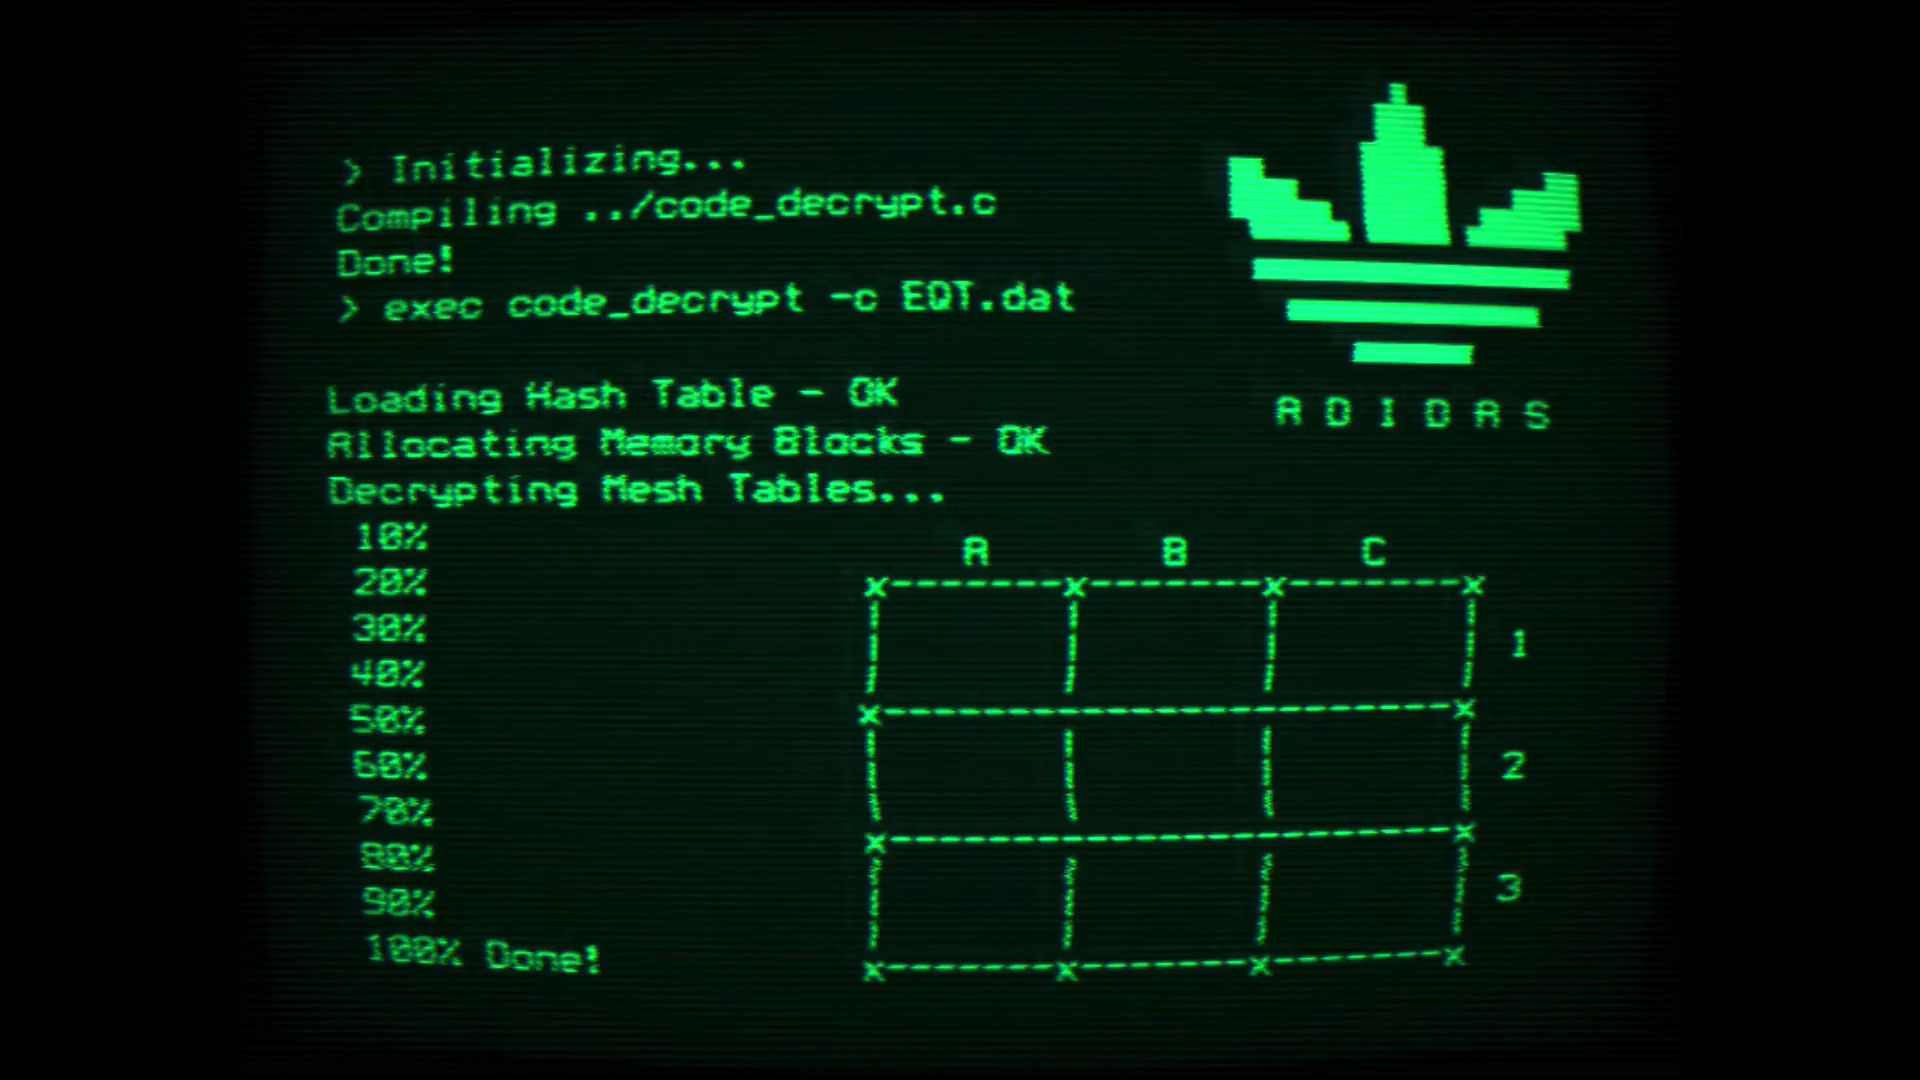 > Initializing...
Compiling ../code_decrypt.c
Done!
> exec code_decrypt -c EQT.dat
Loading Hash Table - OK
Allocating Memory Blocks - OK
Decrypting Mesh Tables...
10%
20%
30%
40%
50%
60%
70%
80%
90%
100% Done!
A D I D A S
A B C
1
2
3